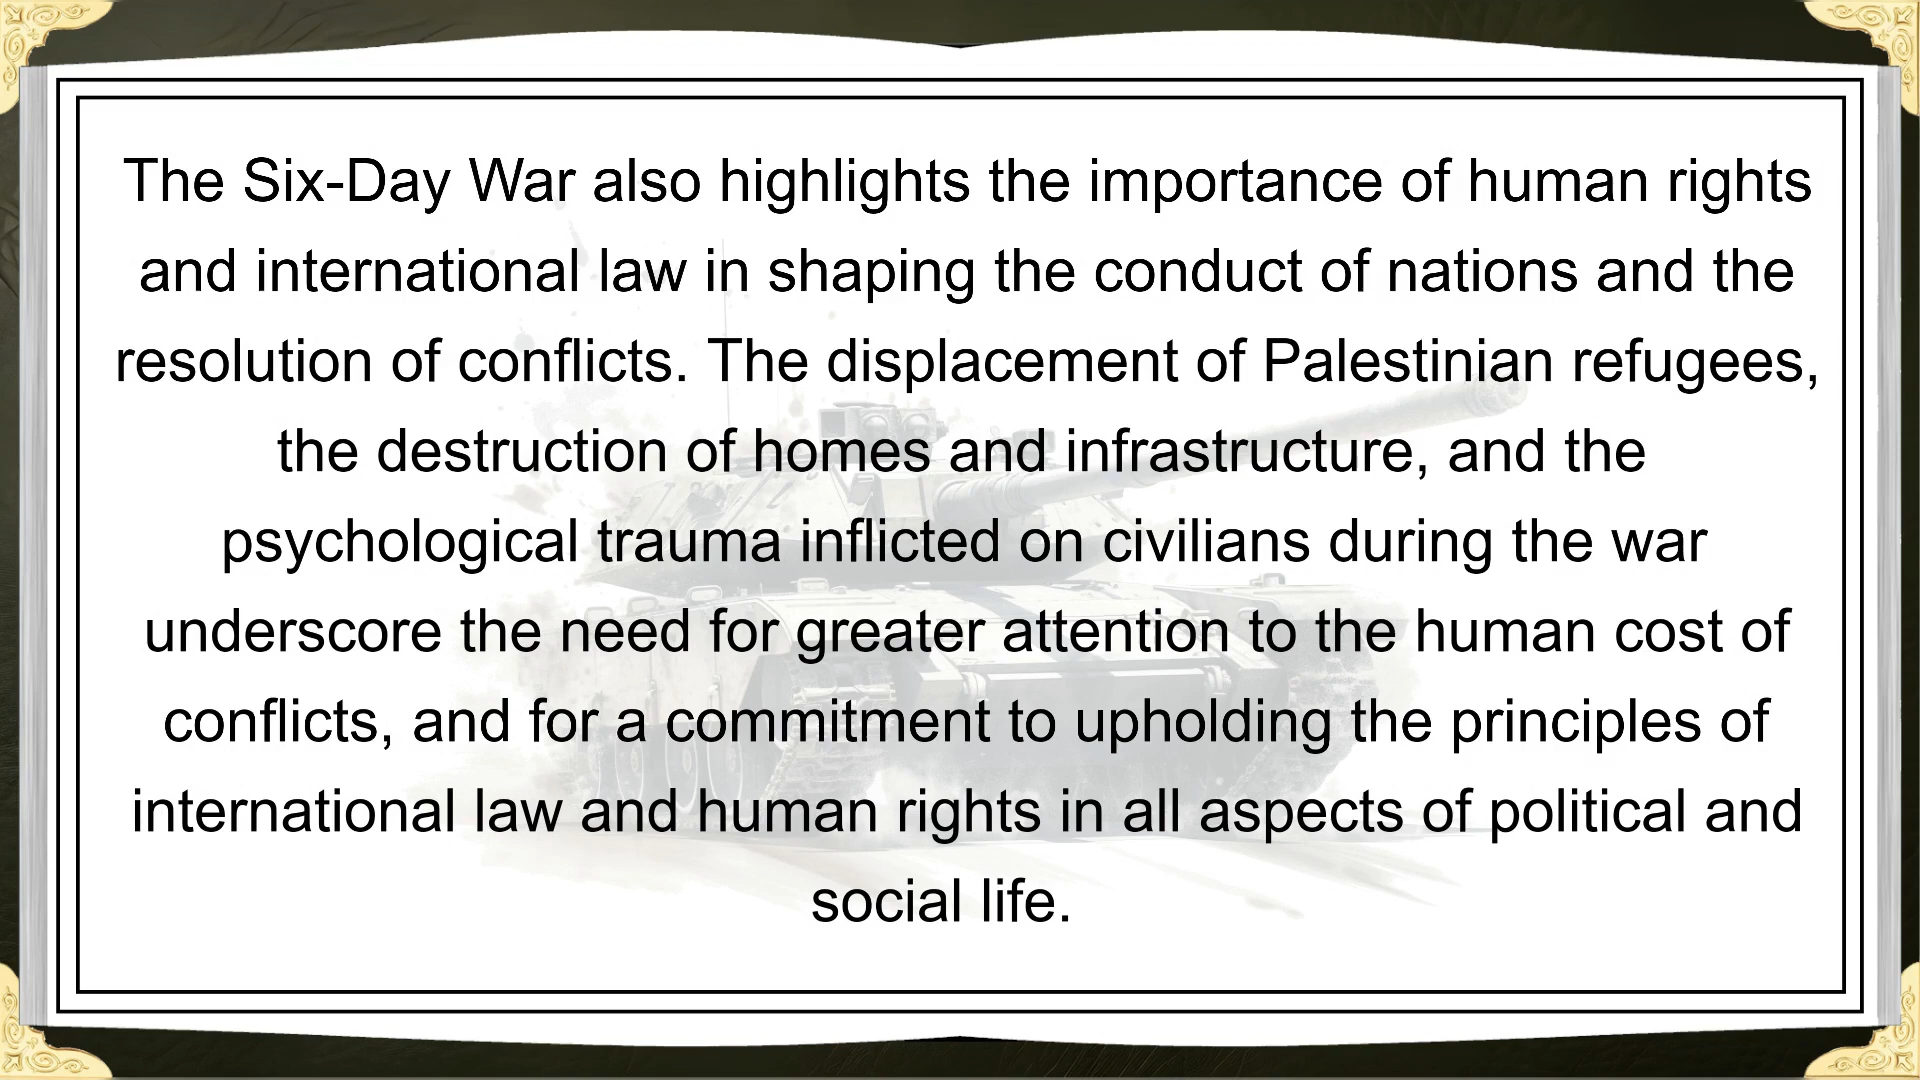 The Six-Day War also highlights the importance of human rights
and international law in shaping the conduct of nations and the
resolution of conflicts. The displacement of Palestinian refugees,
the destruction of homes and infrastructure, and the
psychological trauma inflicted on civilians during the war
underscore the need for greater attention to the human cost of
conflicts, and for a commitment to upholding the principles of
international law and human rights in all aspects of political and
social life.